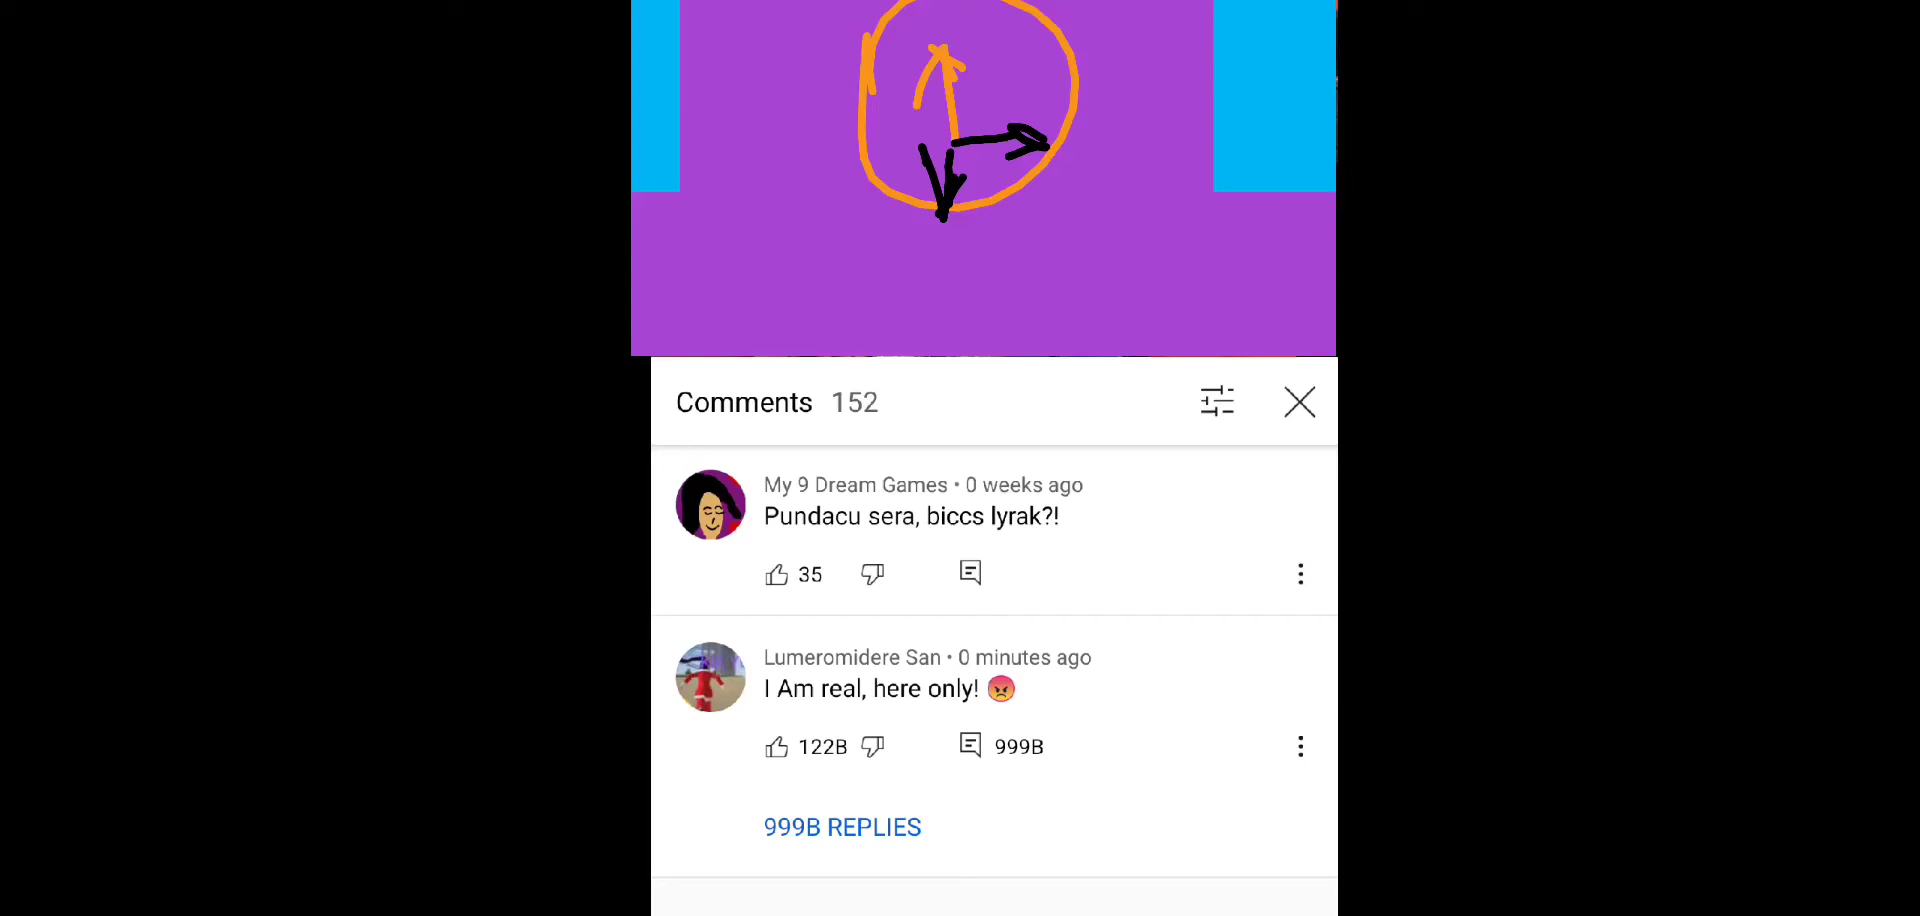 Comments 152
My 9 Dream Games • 0 weeks ago
Pundacu sera, biccs lyrak?!
35
Lumeromidere San • 0 minutes ago
I Am real, here only! 😡
122B 999B
999B REPLIES